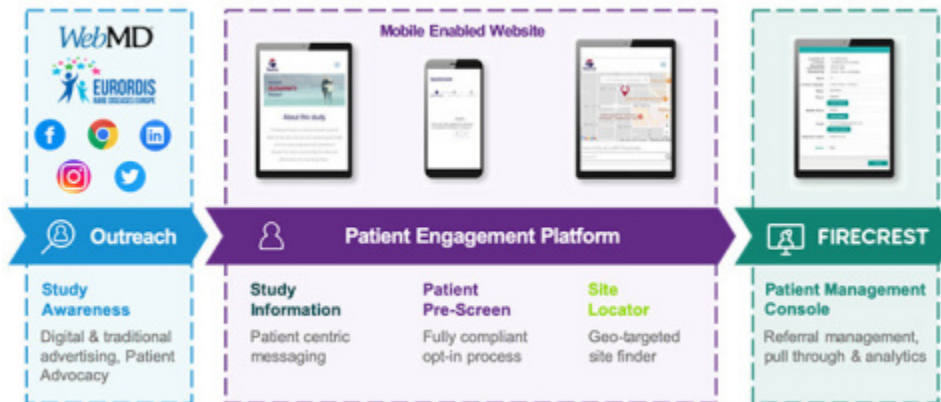 WebMD
EURORDIS
RARE DISEASES EUROPE
Mobile Enabled Website
About this study
Outreach
Patient Engagement Platform
FIRECREST
Study
Awareness
Digital & traditional
advertising, Patient
Advocacy
Study
Information
Patient centric
messaging
Patient
Pre-Screen
Fully compliant
opt-in process
Site
Locator
Geo-targeted
site finder
Patient Management
Console
Referral management,
pull through & analytics